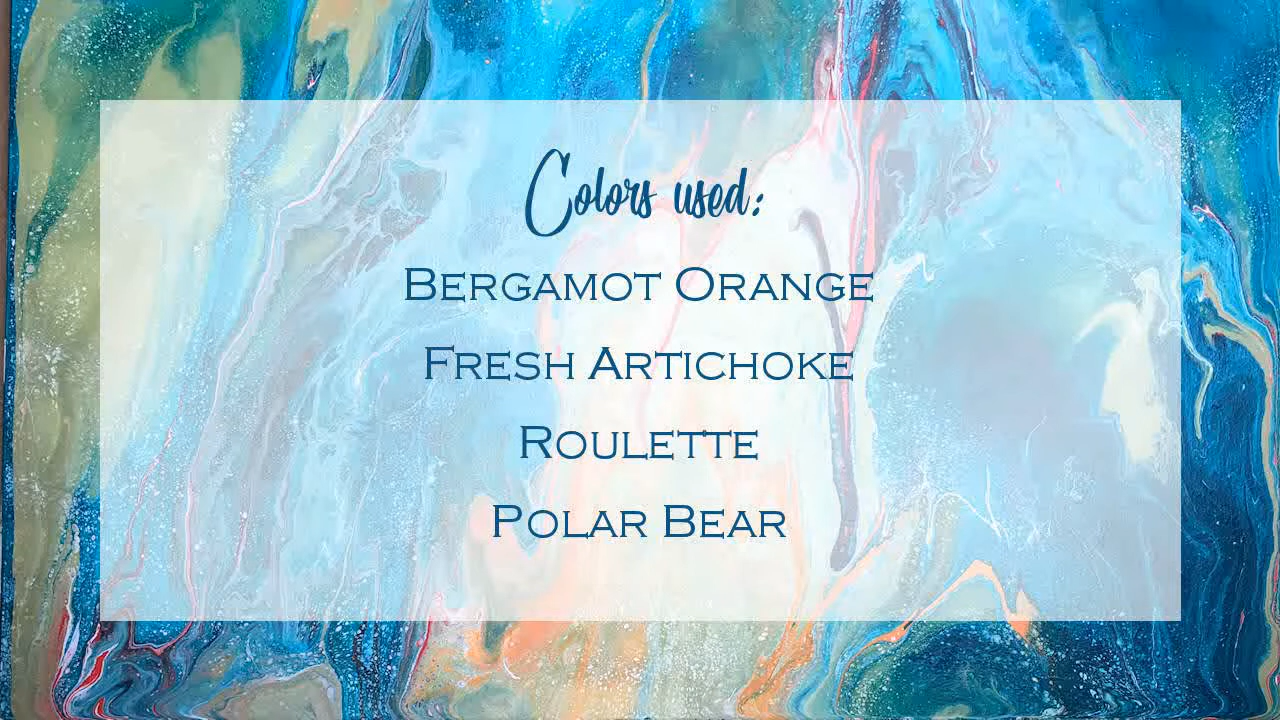 Colors used:
Bergamot Orange
Fresh Artichoke
Roulette
Polar Bear